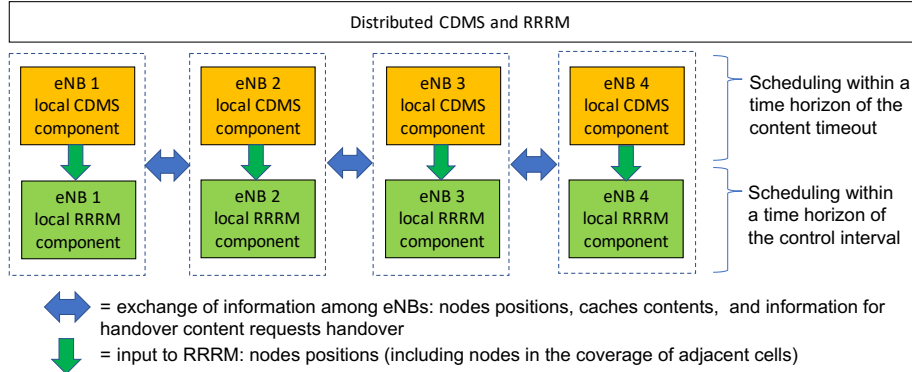 Distributed CDMS and RRRM
eNB 1
local CDMS
component
eNB 2
local CDMS
component
eNB 3
local CDMS
component
eNB 4
local CDMS
component
Scheduling within a
time horizon of the
content timeout
eNB 1
local RRRM
component
eNB 2
local RRRM
component
eNB 3
local RRRM
component
eNB 4
local RRRM
component
Scheduling within
a time horizon of
the control interval
= exchange of information among eNBs: nodes positions, caches contents, and information for
handover content requests handover
= input to RRRM: nodes positions (including nodes in the coverage of adjacent cells)